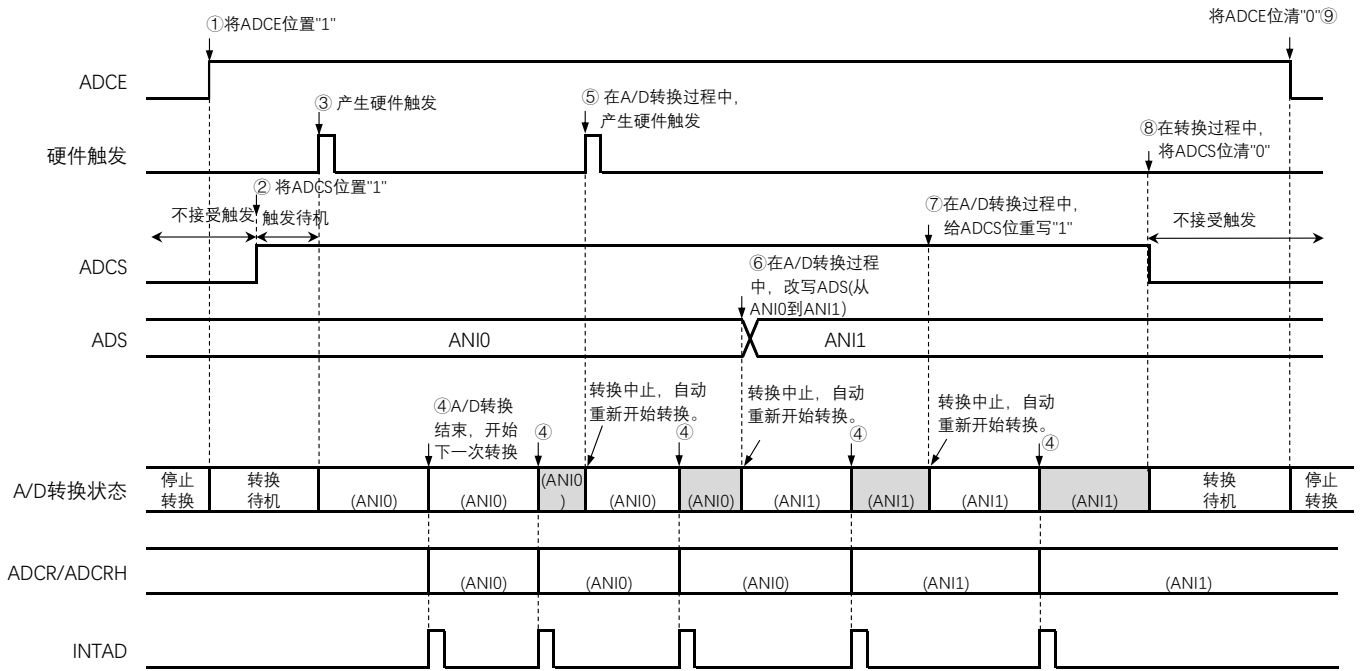 ①将ADCE位置"1"
将ADCE位清"0"⑨
ADCE
③ 产生硬件触发
⑤ 在A/D转换过程中，
产生硬件触发
⑧在转换过程中，
将ADCS位清"0"
硬件触发
② 将ADCS位置"1"
不接受触发
触发待机
⑦在A/D转换过程中，
给ADCS位重写"1"
不接受触发
ADCS
⑥在A/D转换过程
中，改写ADS(从
ANI0到ANI1）
ADS
ANI0
ANI1
④A/D转换
结束，开始
下一次转换
④
转换中止，自动
重新开始转换。
④
转换中止，自动
重新开始转换。
④
转换中止，自动
重新开始转换。
④
A/D转换状态
停止
转换
转换
待机
(ANI0)
(ANI0)
(ANI0
)
(ANI0)
(ANI0)
(ANI1)
(ANI1)
(ANI1)
(ANI1)
转换
待机
停止
转换
ADCR/ADCRH
(ANI0)
(ANI0)
(ANI0)
(ANI1)
(ANI1)
INTAD